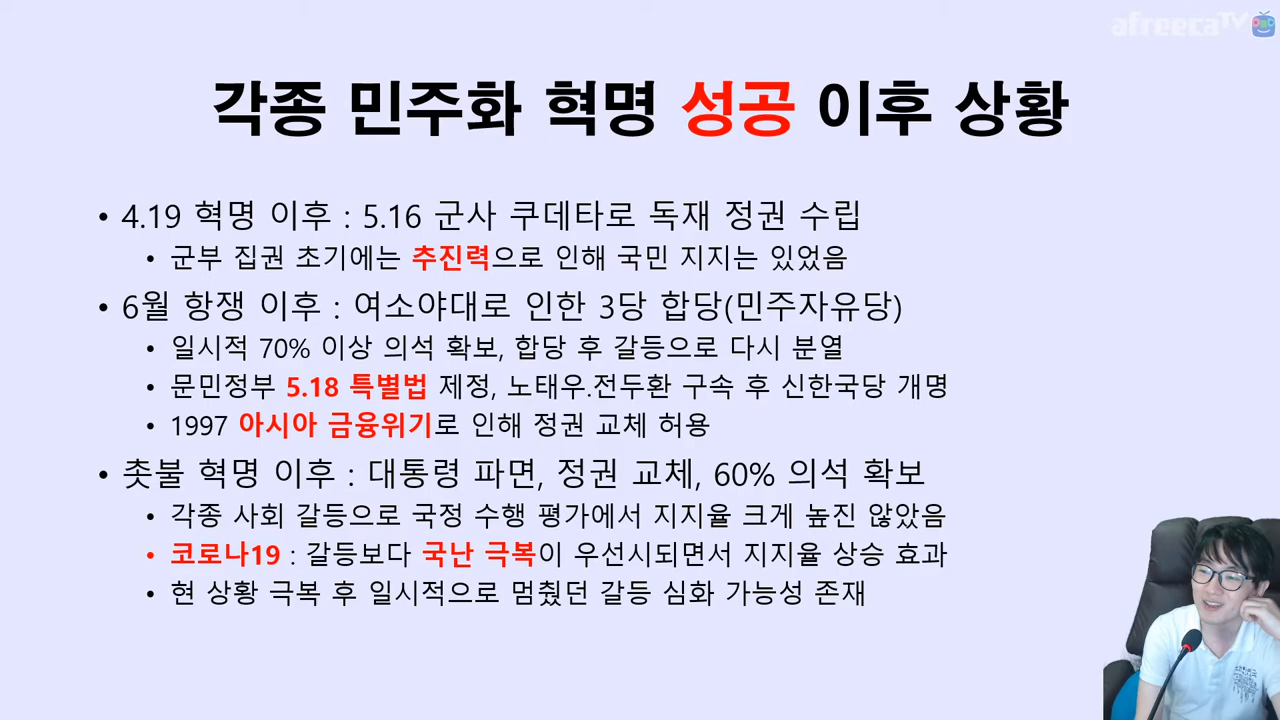 afreecaTV
각종 민주화 혁명 성공 이후 상황
• 4.19 혁명 이후 : 5.16 군사 쿠데타로 독재 정권 수립
• 군부 집권 초기에는 추진력으로 인해 국민 지지는 있었음
• 6월 항쟁 이후 : 여소야대로 인한 3당 합당(민주자유당)
• 일시적 70% 이상 의석 확보, 합당 후 갈등으로 다시 분열
• 문민정부 5.18 특별법 제정, 노태우.전두환 구속 후 신한국당 개명
• 1997 아시아 금융위기로 인해 정권 교체 허용
• 촛불 혁명 이후 : 대통령 파면, 정권 교체, 60% 의석 확보
• 각종 사회 갈등으로 국정 수행 평가에서 지지율 크게 높진 않았음
• 코로나19 : 갈등보다 국난 극복이 우선시되면서 지지율 상승 효과
• 현 상황 극복 후 일시적으로 멈췄던 갈등 심화 가능성 존재